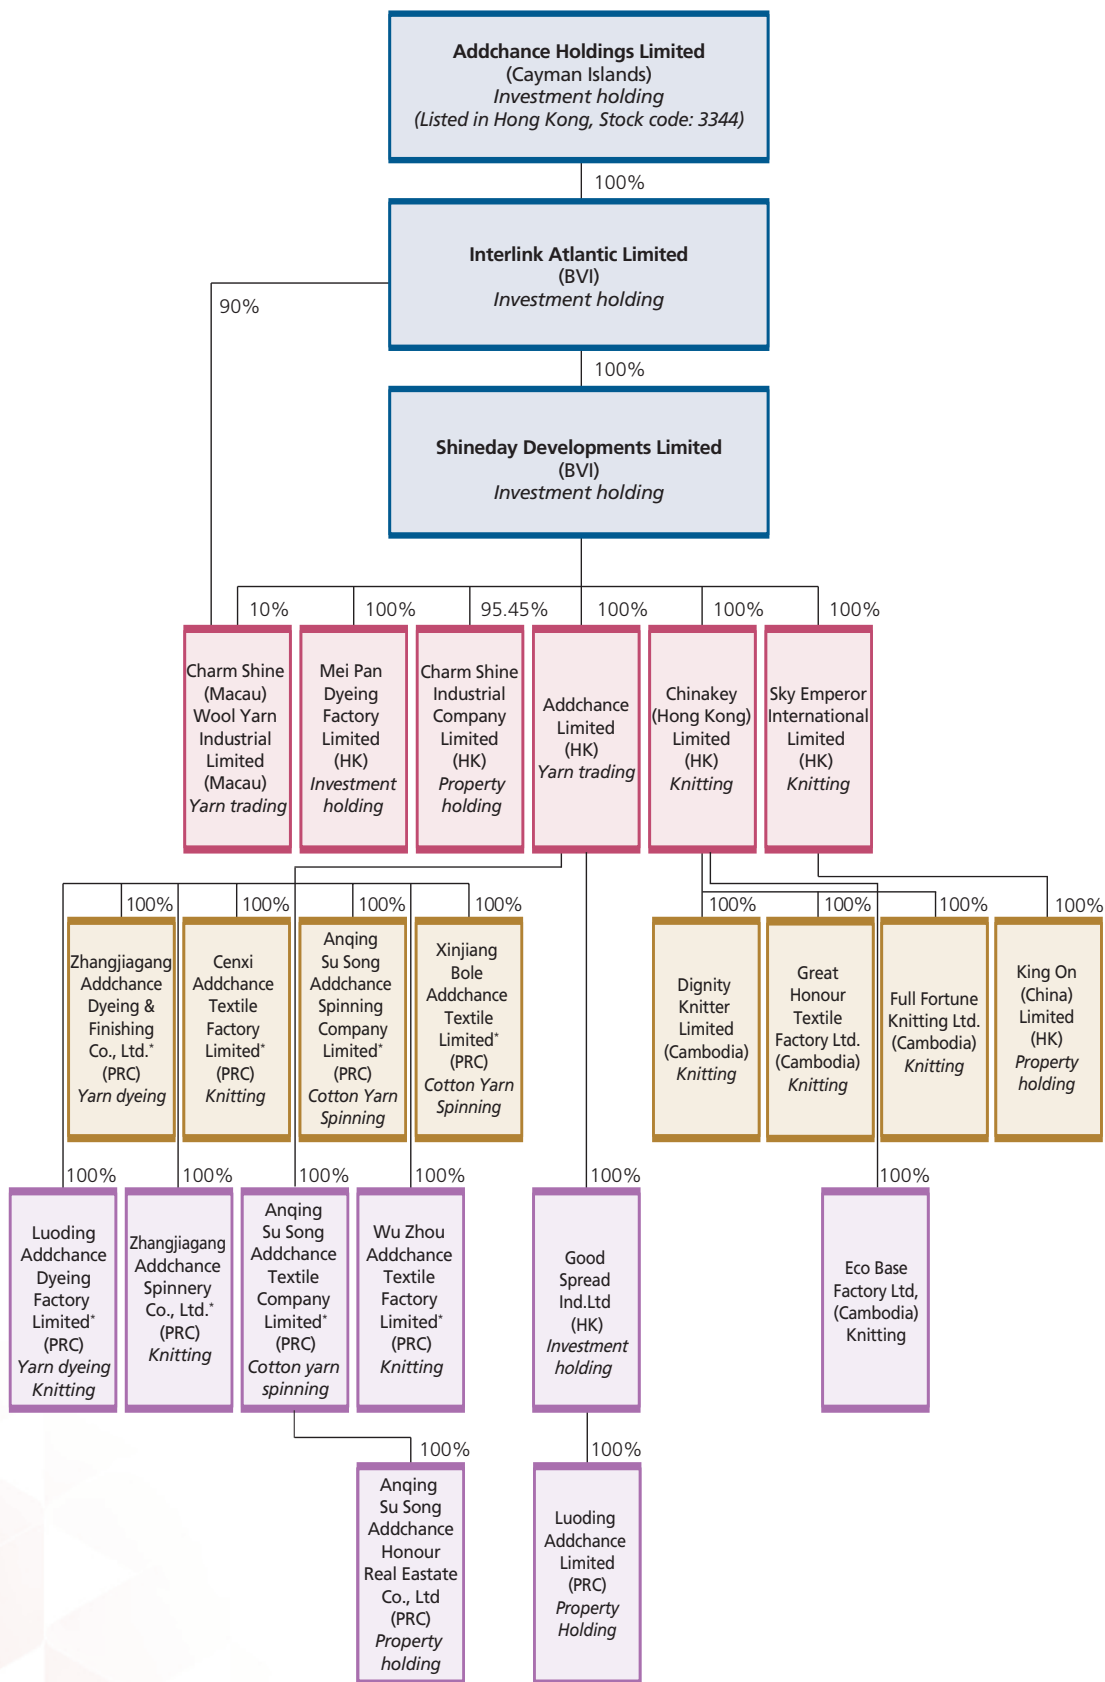 Addchance Holdings Limited
(Cayman Islands)
Investment holding
(Listed in Hong Kong, Stock code: 3344)
100%
Interlink Atlantic Limited
(BVI)
Investment holding
90%
100%
Shineday Developments Limited
(BVI)
Investment holding
10%
100%
95.45%
100%
100%
100%
Charm Shine
(Macau)
Wool Yarn
Industrial
Limited
(Macau)
Yarn trading
Mei Pan
Dyeing
Factory
Limited
(HK)
Investment
holding
Charm Shine
Industrial
Company
Limited
(HK)
Property
holding
Addchance
Limited
(HK)
Yarn trading
Chinakey
(Hong Kong)
Limited
(HK)
Knitting
Sky Emperor
International
Limited
(HK)
Knitting
100%
100%
100%
100%
100%
100%
100%
100%
Zhangjiagang
Addchance
Dyeing &
Finishing
Co., Ltd.*
(PRC)
Yarn dyeing
Cenxi
Addchance
Textile
Factory
Limited*
(PRC)
Knitting
Anqing
Su Song
Addchance
Spinning
Company
Limited*
(PRC)
Cotton Yarn
Spinning
Xinjiang
Bole
Addchance
Textile
Limited*
(PRC)
Cotton Yarn
Spinning
Dignity
Knitter
Limited
(Cambodia)
Knitting
Great
Honour
Textile
Factory Ltd.
(Cambodia)
Knitting
Full Fortune
Knitting Ltd.
(Cambodia)
Knitting
King On
(China)
Limited
(HK)
Property
holding
100%
100%
100%
100%
100%
100%
Luoding
Addchance
Dyeing
Factory
Limited*
(PRC)
Yarn dyeing
Knitting
Zhangjiagang
Addchance
Spinnery
Co., Ltd.*
(PRC)
Knitting
Anqing
Su Song
Addchance
Textile
Company
Limited*
(PRC)
Cotton yarn
spinning
Wu Zhou
Addchance
Textile
Factory
Limited*
(PRC)
Knitting
Good
Spread
Ind.Ltd
(HK)
Investment
holding
Eco Base
Factory Ltd,
(Cambodia)
Knitting
100%
100%
Anqing
Su Song
Addchance
Honour
Real Eastate
Co., Ltd
(PRC)
Property
holding
Luoding
Addchance
Limited
(PRC)
Property
Holding